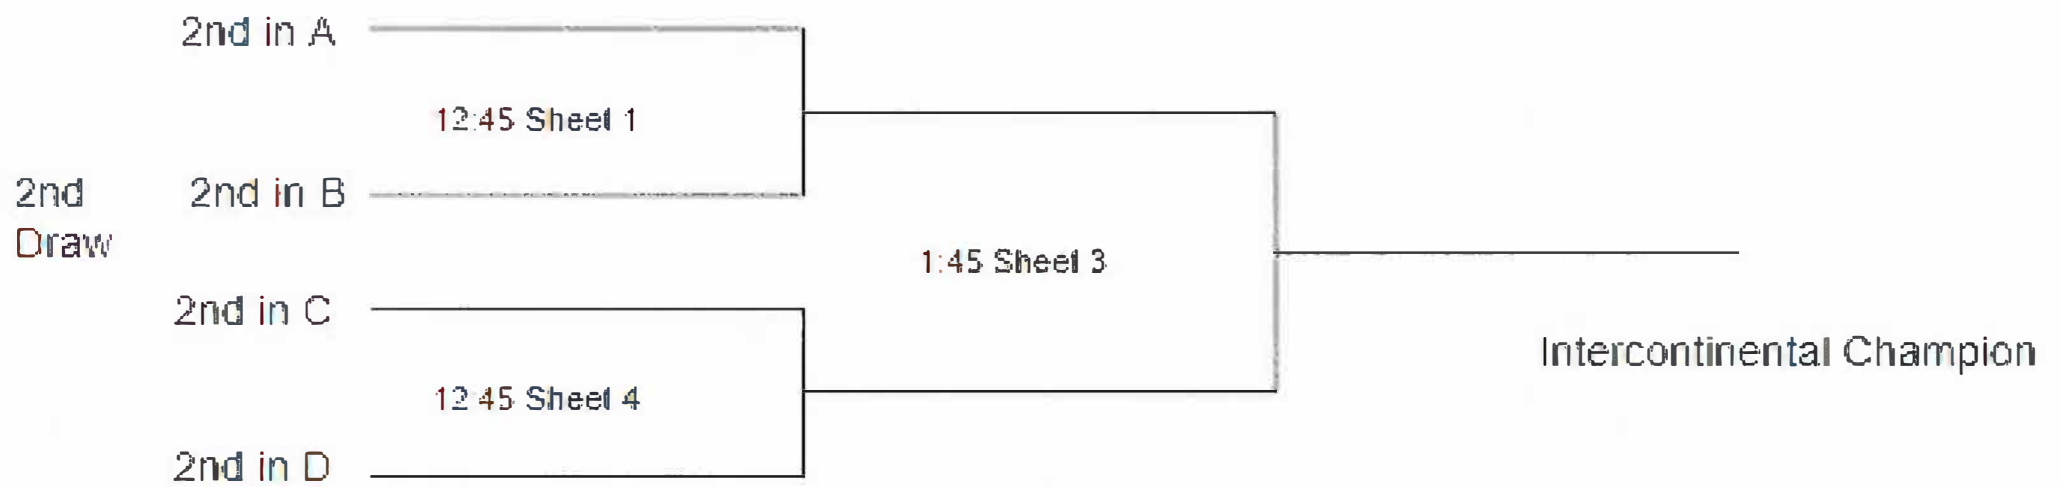 2nd in A
12:45 Sheet 1
2nd in B
2nd
Draw
1:45 Sheet 3
2nd in C
Intercontinental Champion
12:45 Sheet 4
2nd in D